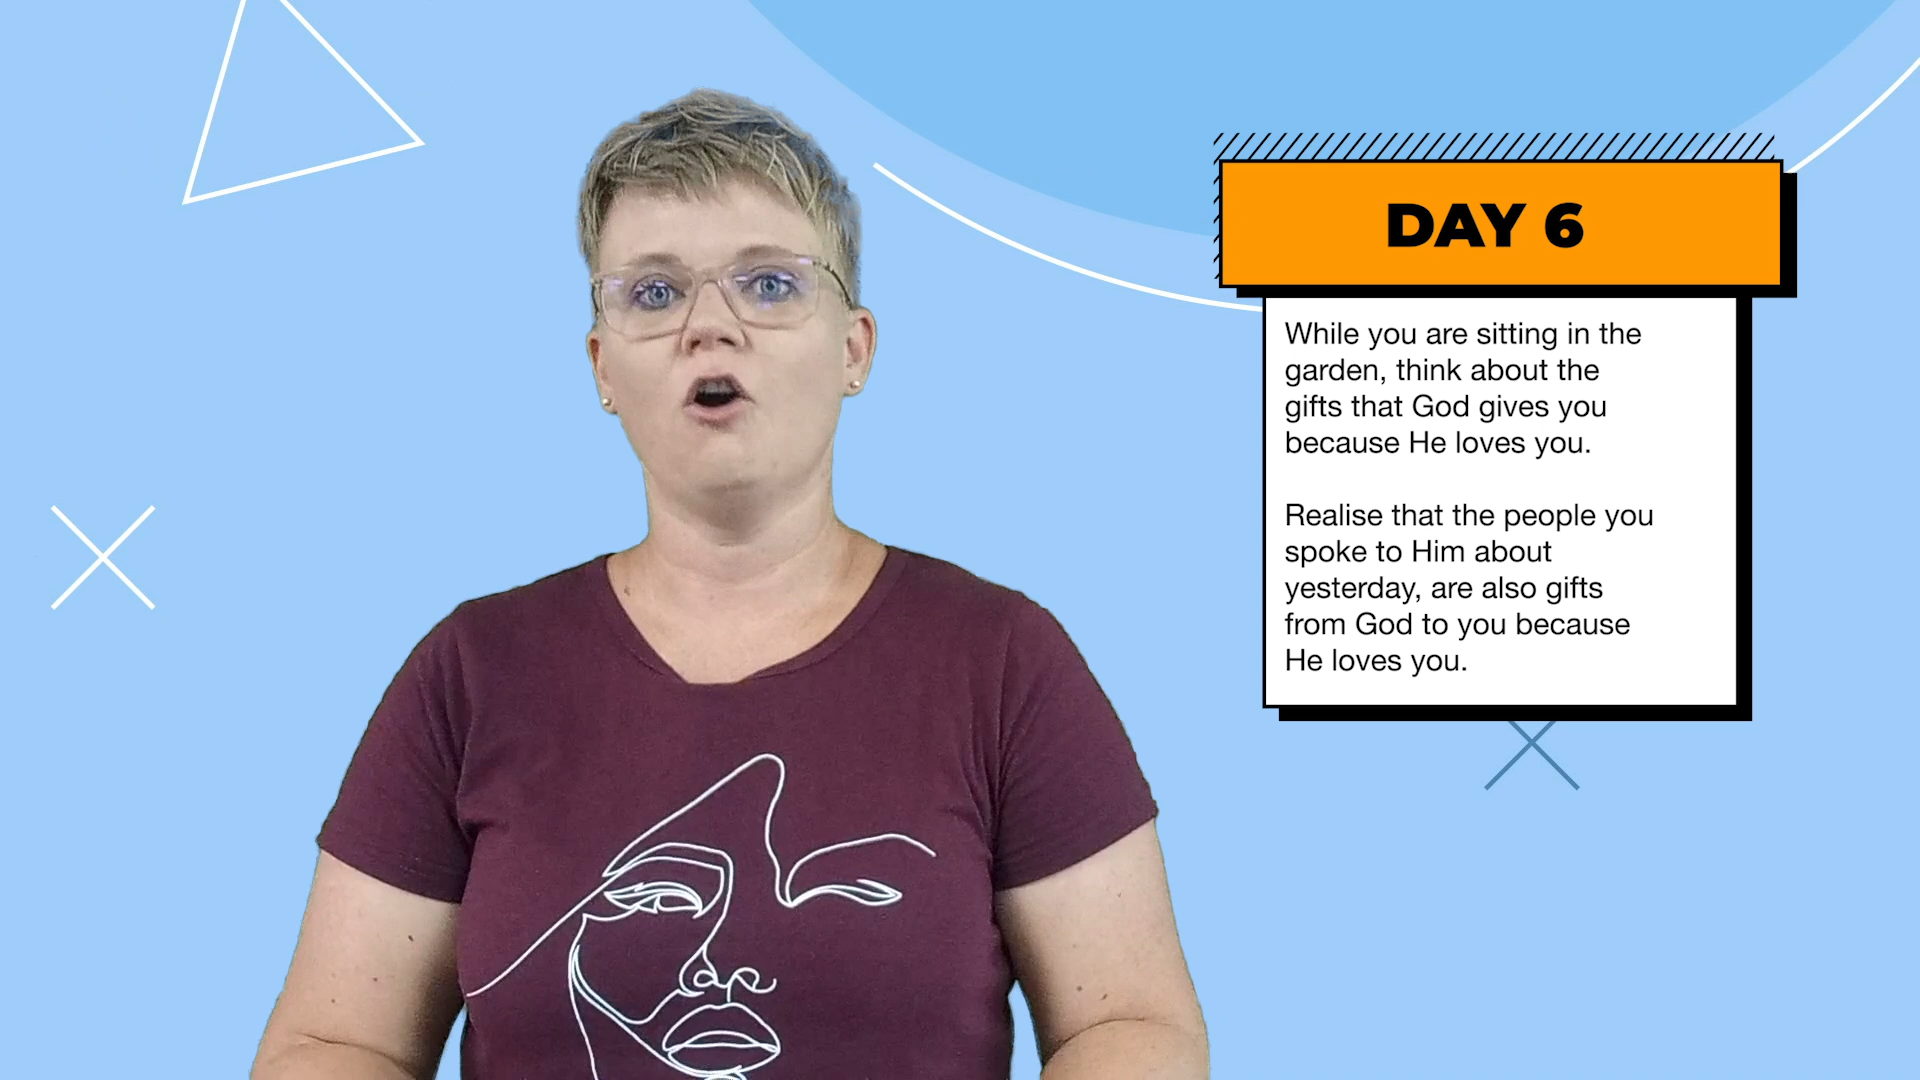 DAY 6
While you are sitting in the
garden, think about the
gifts that God gives you
because He loves you.
Realise that the people you
spoke to Him about
yesterday, are also gifts
from God to you because
He loves you.